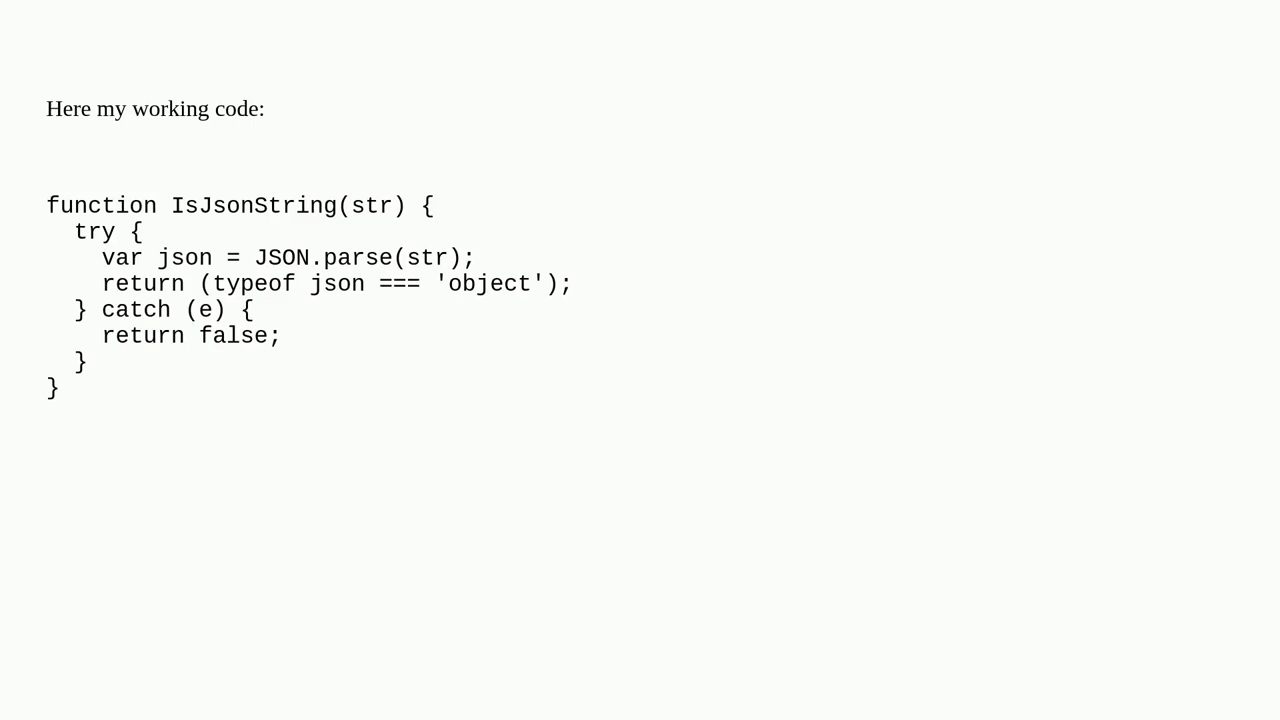 Here my working code:
function IsJsonString(str) {
  try {
    var json = JSON.parse(str);
    return (typeof json === 'object');
  } catch (e) {
    return false;
  }
}